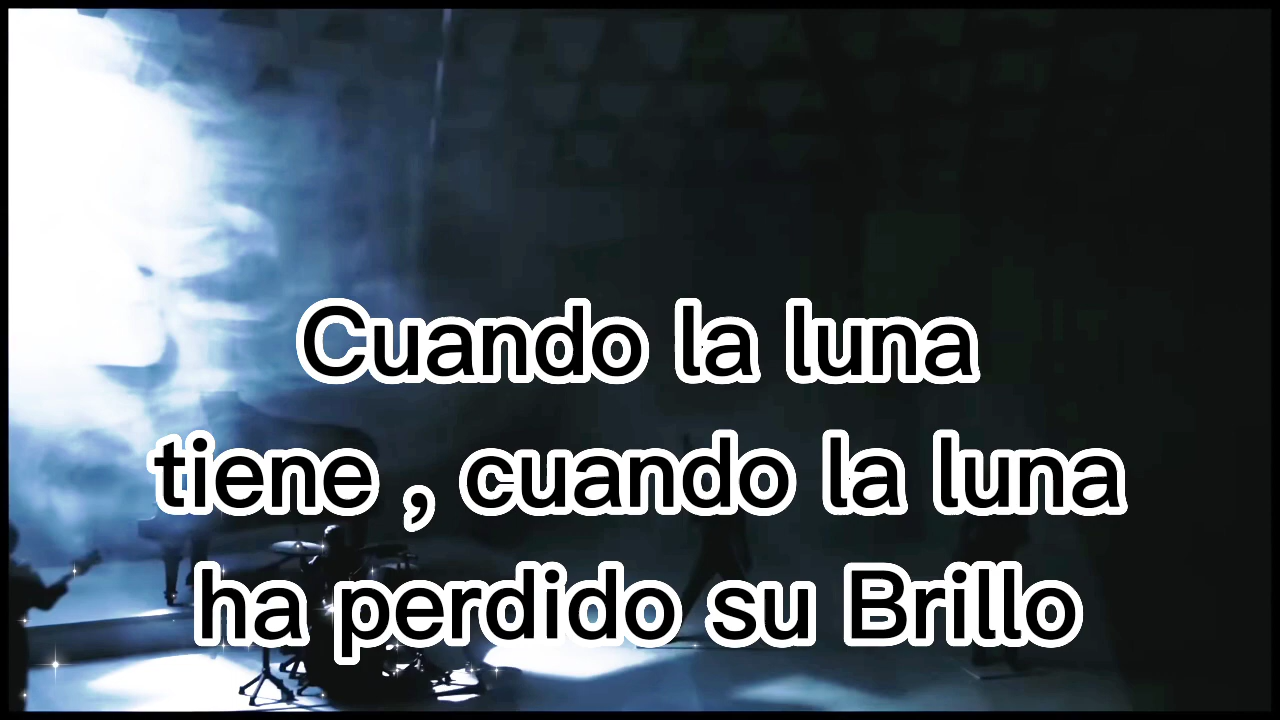 Cuando la luna
tiene , cuando la luna
ha perdido su Brillo